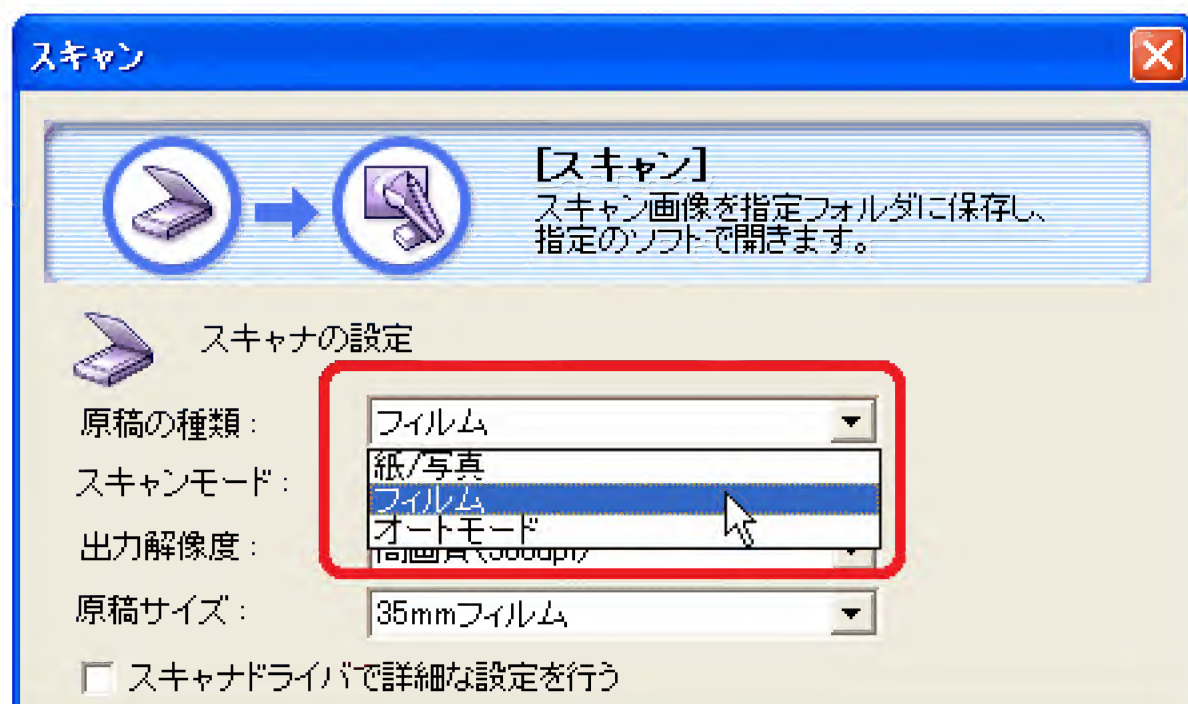 スキャン
[スキャン]
スキャン画像を指定フォルダに保存し、
指定のソフトで開きます。
スキャナの設定
原稿の種類：
フィルム
紙/写真
フィルム
オートモード
スキャンモード：
出力解像度：
原稿サイズ：
35mmフィルム
スキャナドライバで詳細な設定を行う